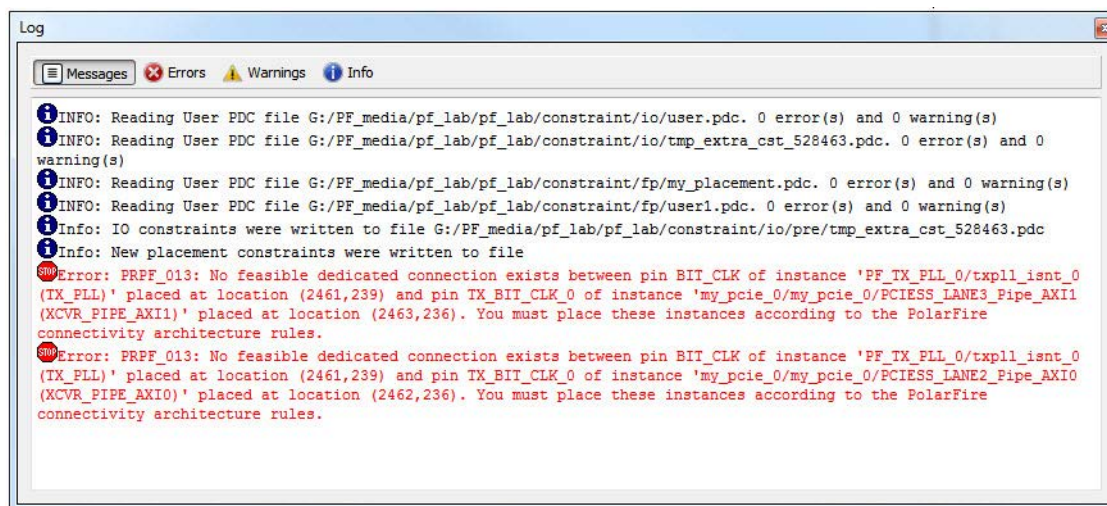 Log
Messages Errors Warnings Info
INFO: Reading User PDC file G:/PF_media/pf_lab/pf_lab/constraint/io/user.pdc. 0 error(s) and 0 warning(s)
INFO: Reading User PDC file G:/PF_media/pf_lab/pf_lab/constraint/io/tmp_extra_cst_528463.pdc. 0 error(s) and 0
warning(s)
INFO: Reading User PDC file G:/PF_media/pf_lab/pf_lab/constraint/fp/my_placement.pdc. 0 error(s) and 0 warning(s)
INFO: Reading User PDC file G:/PF_media/pf_lab/pf_lab/constraint/fp/user1.pdc. 0 error(s) and 0 warning(s)
Info: IO constraints were written to file G:/PF_media/pf_lab/pf_lab/constraint/io/pre/tmp_extra_cst_528463.pdc
Info: New placement constraints were written to file
STOP Error: PRPF_013: No feasible dedicated connection exists between pin BIT_CLK of instance 'PF_TX_PLL_0/txpll_isnt_0
(TX_PLL)' placed at location (2461,239) and pin TX_BIT_CLK_0 of instance 'my_pcie_0/my_pcie_0/PCIESS_LANE3_Pipe_AXI1
(XCVR_PIPE_AXI1)' placed at location (2463,236). You must place these instances according to the PolarFire
connectivity architecture rules.
STOP Error: PRPF_013: No feasible dedicated connection exists between pin BIT_CLK of instance 'PF_TX_PLL_0/txpll_isnt_0
(TX_PLL)' placed at location (2461,239) and pin TX_BIT_CLK_0 of instance 'my_pcie_0/my_pcie_0/PCIESS_LANE2_Pipe_AXI0
(XCVR_PIPE_AXI0)' placed at location (2462,236). You must place these instances according to the PolarFire
connectivity architecture rules.